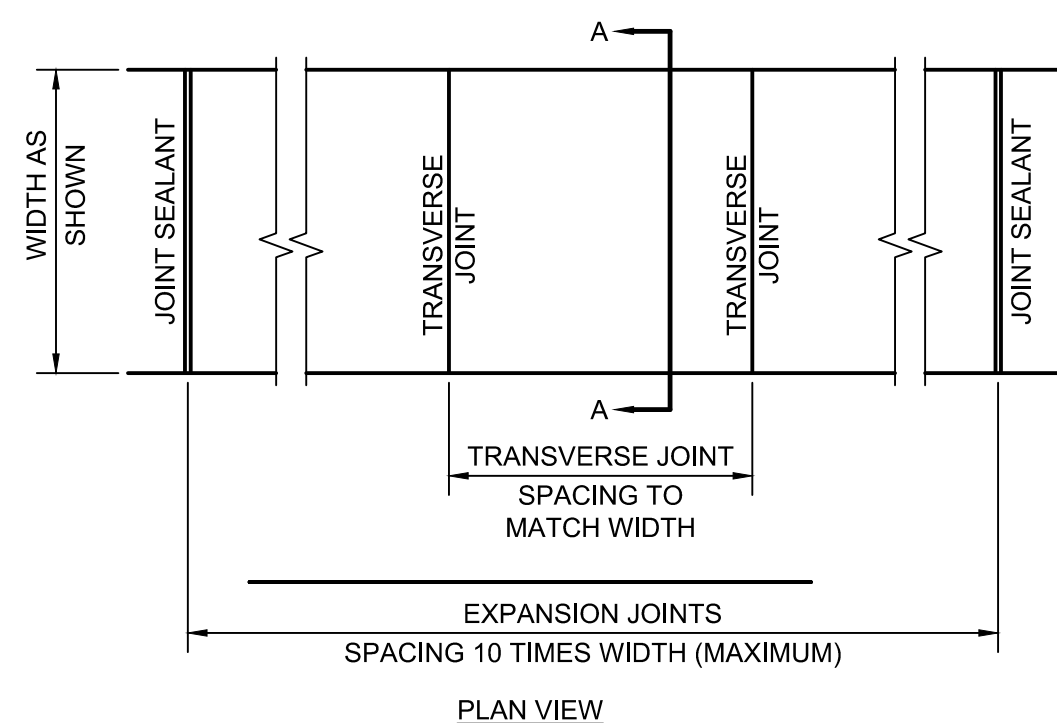 A
WIDTH AS
SHOWN
JOINT SEALANT
TRANSVERSE
JOINT
TRANSVERSE
JOINT
JOINT SEALANT
A
TRANSVERSE JOINT
SPACING TO
MATCH WIDTH
EXPANSION JOINTS
SPACING 10 TIMES WIDTH (MAXIMUM)
PLAN VIEW